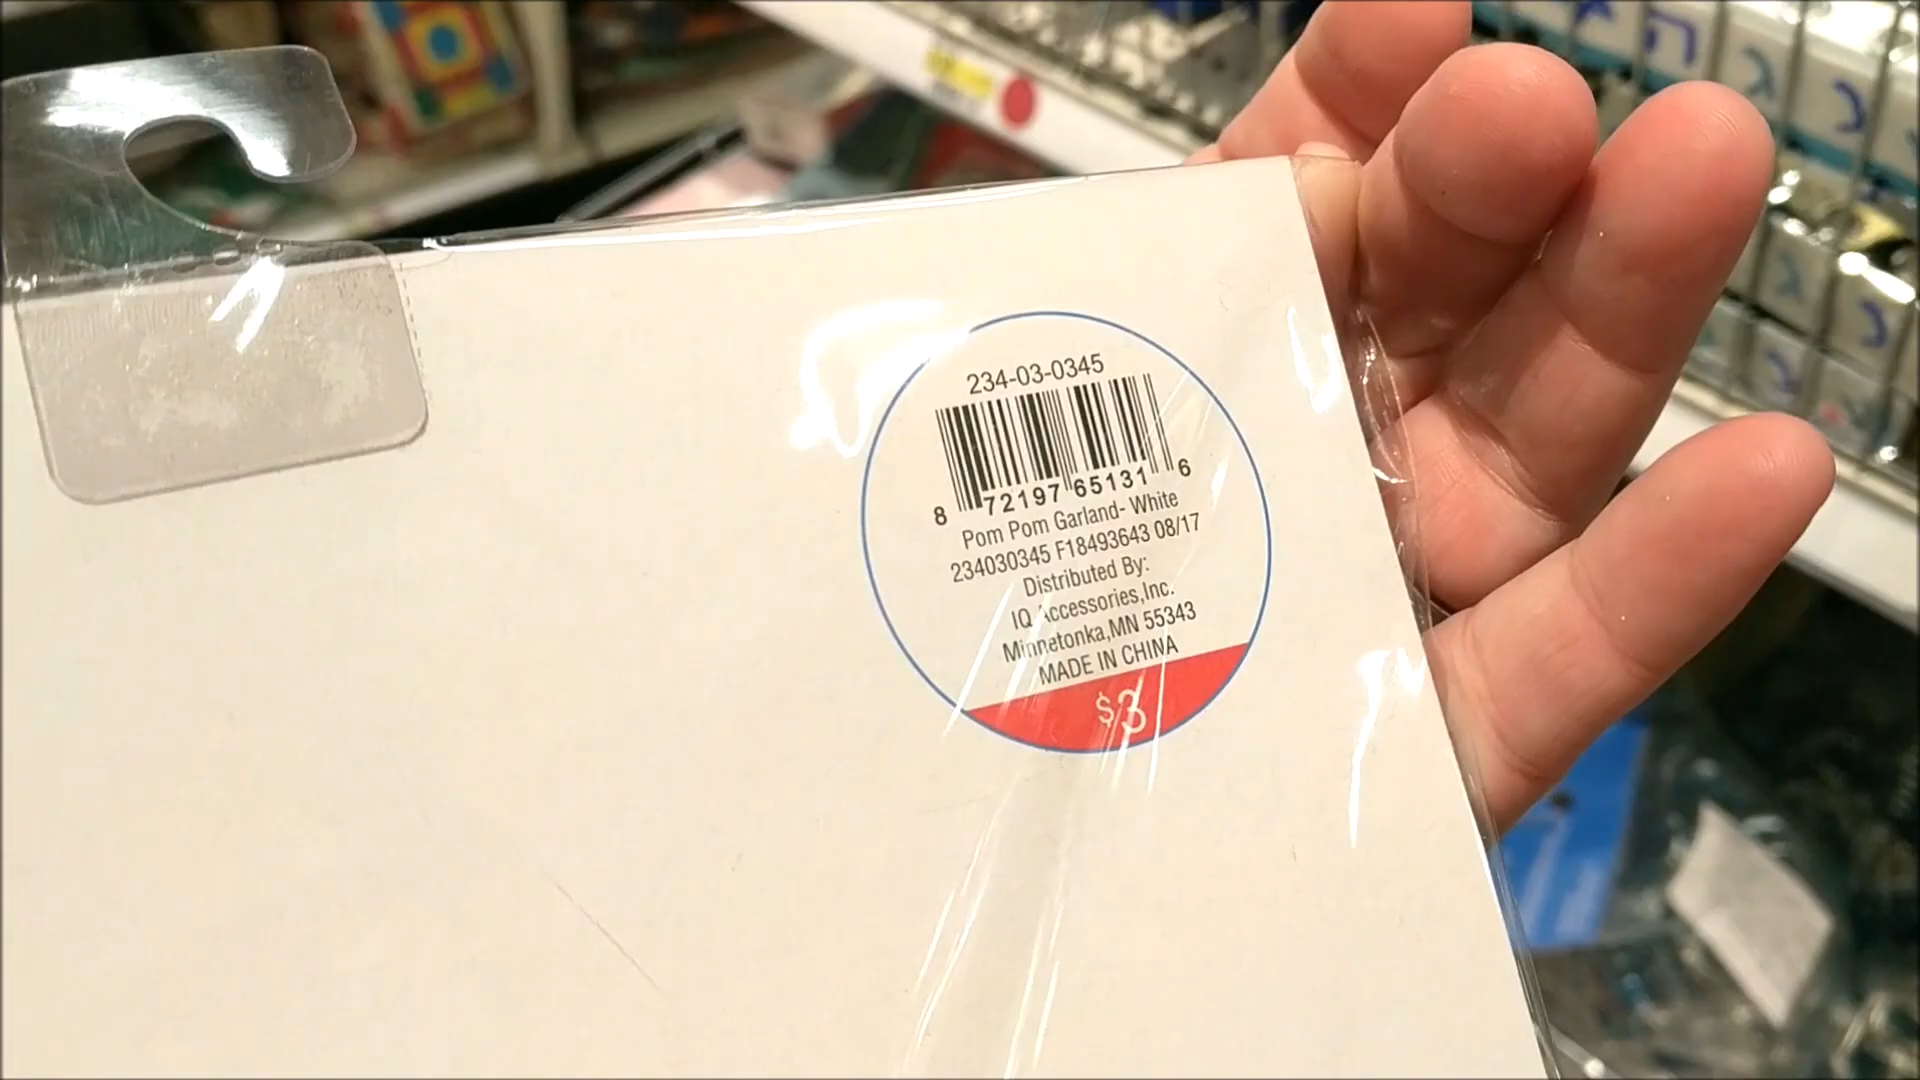 234-03-0345
8 72197 65131 6
Pom Pom Garland- White
234030345 F18493643 08/17
Distributed By:
IQ Accessories,Inc.
Minnetonka,MN 55343
MADE IN CHINA
$3